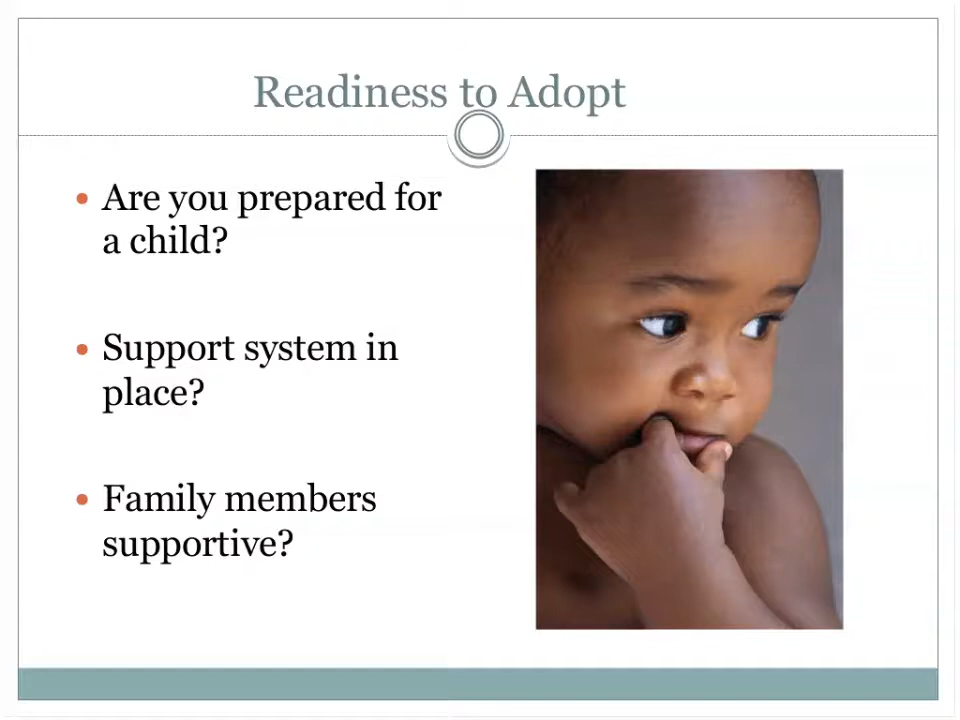 Readiness to Adopt
• Are you prepared for
a child?
• Support system in
place?
• Family members
supportive?